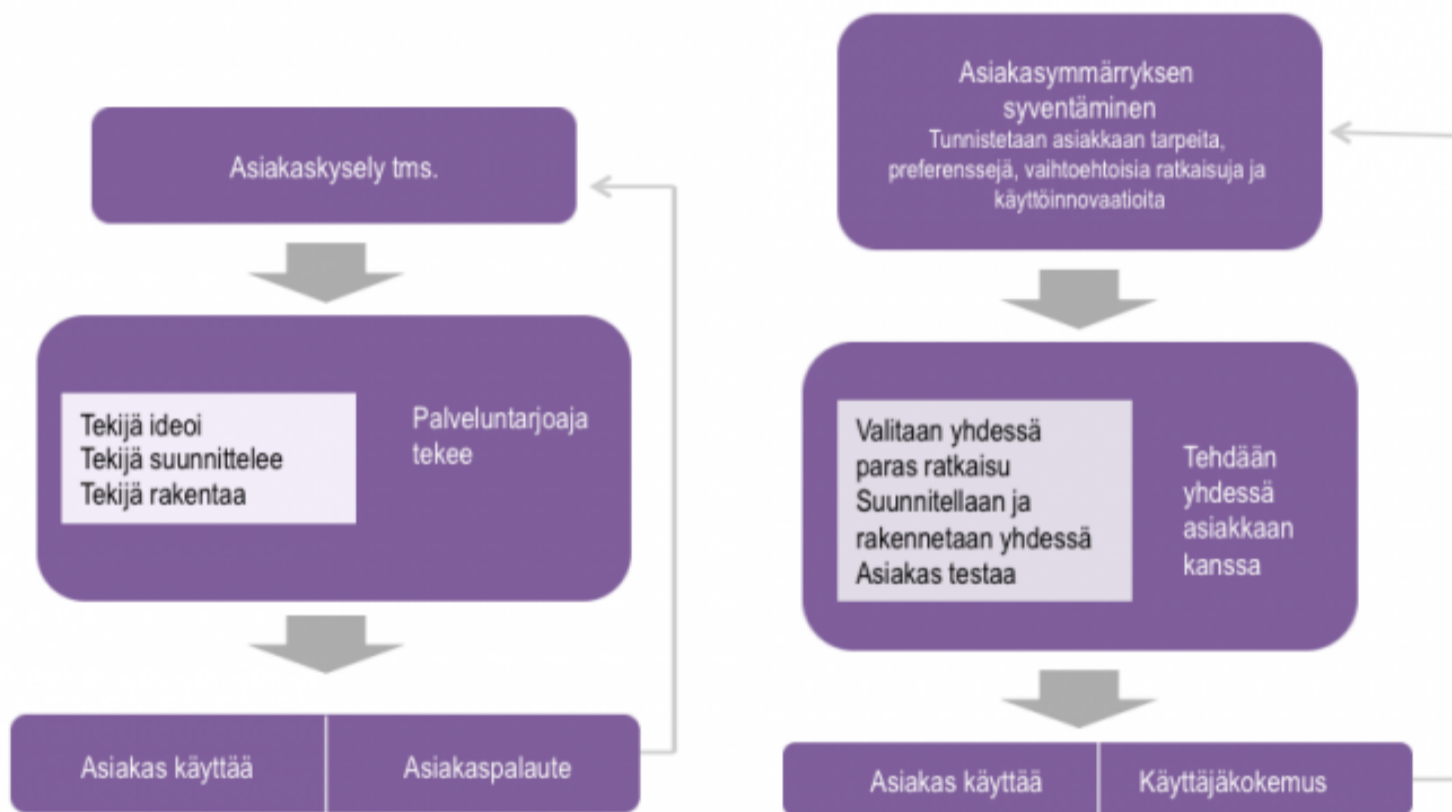 Asiakaskysely tms.
Tekijä ideoi
Tekijä suunnittelee
Tekijä rakentaa
Palveluntarjoaja
tekee
Asiakas käyttää
Asiakaspalaute
Asiakasymmärryksen
syventäminen
Tunnistetaan asiakkaan tarpeita,
preferenssejä, vaihtoehtoisia ratkaisuja ja
käyttöinnovaatioita
Valitaan yhdessä
paras ratkaisu
Suunnitellaan ja
rakennetaan yhdessä
Asiakas testaa
Tehdään
yhdessä
asiakkaan
kanssa
Asiakas käyttää
Käyttäjäkokemus